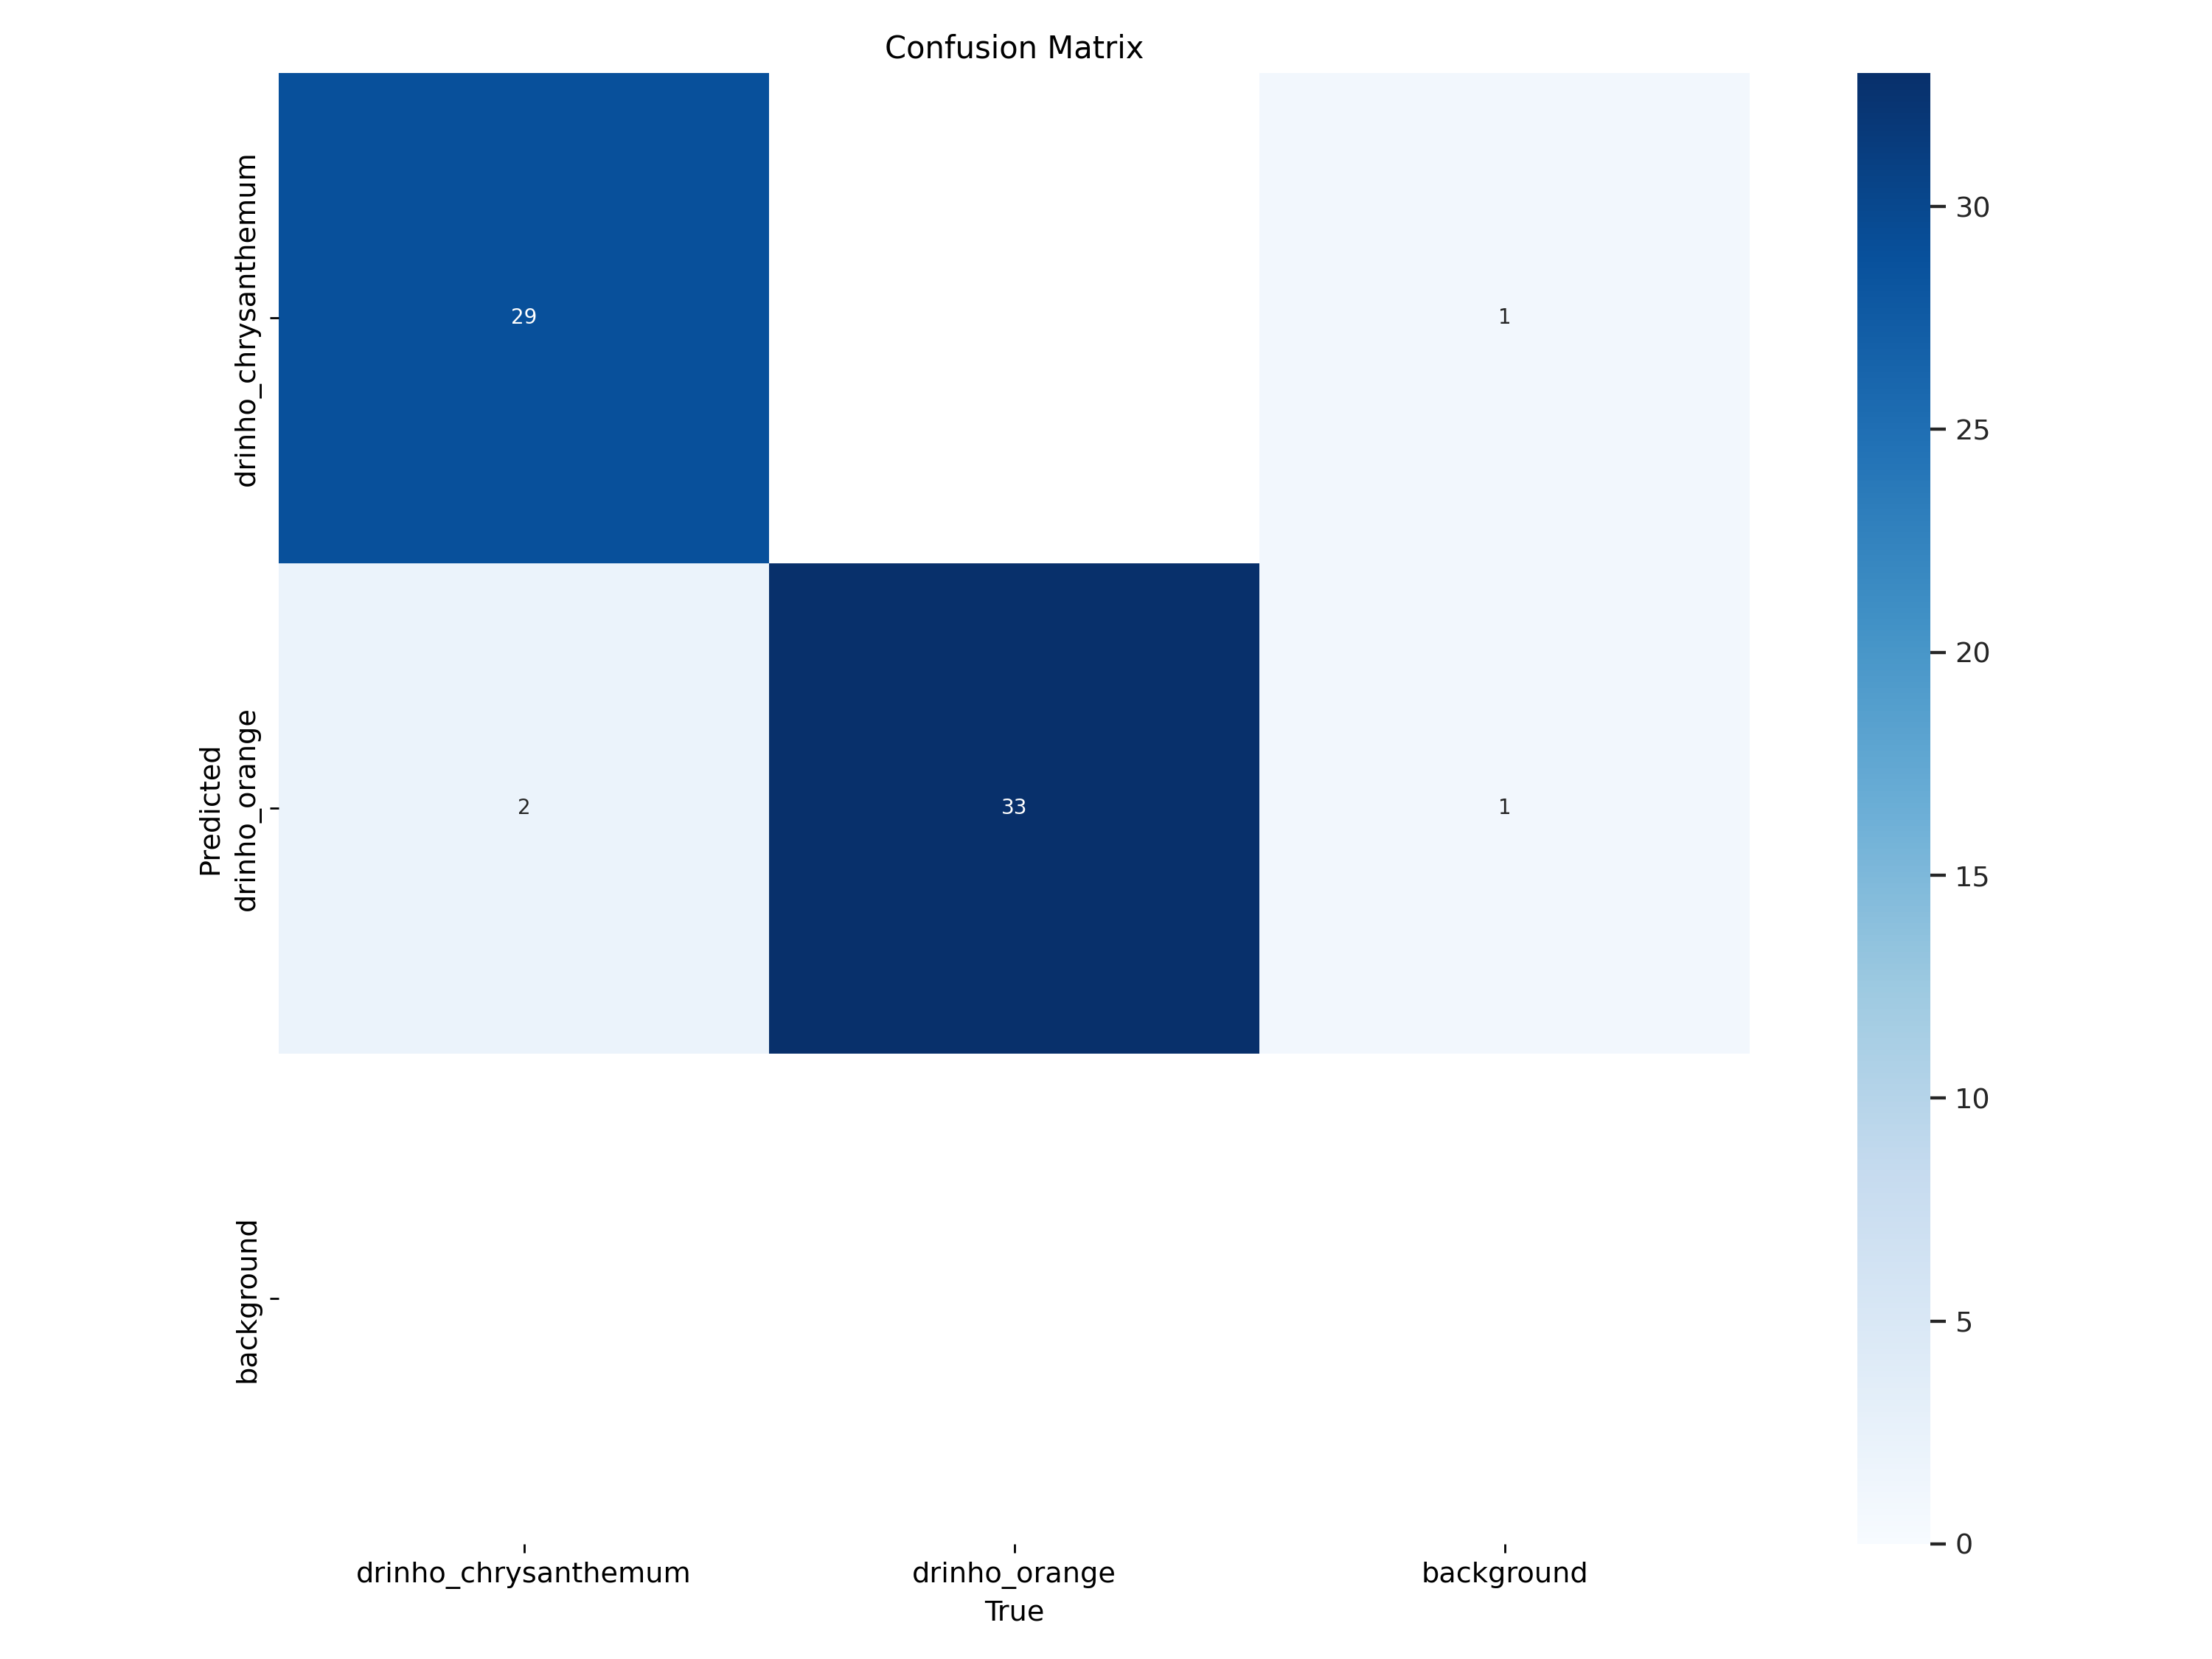 Confusion Matrix
drinho_chrysanthemum
29
1
30
25
20
15
10
5
0
Predicted
drinho_orange
2
33
1
background
drinho_chrysanthemum
drinho_orange
background
True